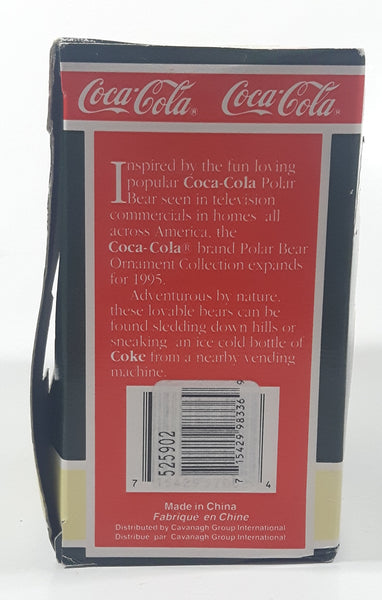 Coca-Cola® Coca-Cola®
Inspired by the fun loving
popular Coca-Cola Polar
Bear seen in television
commercials in homes all
across America, the
Coca-Cola® brand Polar Bear
Ornament Collection expands
for 1995.
Adventurous by nature,
these lovable bears can be
found sledding down hills or
sneaking an ice cold bottle of
Coke from a nearby vending
machine.
525902
7 15429 98336 9
7
4
Made in China
Fabriqué en Chine
Distributed by Cavanagh Group International
Distribué par: Cavanagh Group International